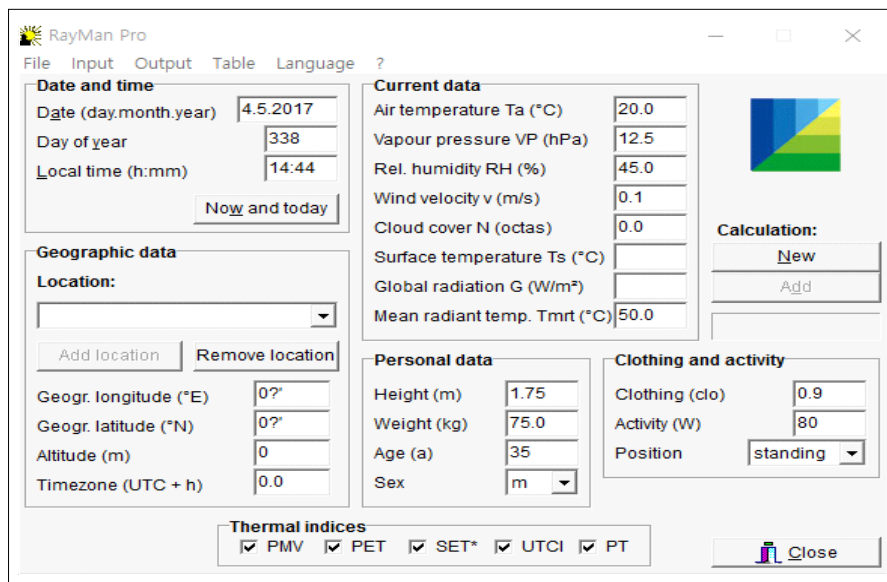 RayMan Pro
File Input Output Table Language ?
Date and time
Date (day.month.year) 4.5.2017
Day of year 338
Local time (h:mm) 14:44
Now and today
Geographic data
Location:
Add location Remove location
Geogr. longitude (°E) 0?'
Geogr. latitude (°N) 0?'
Altitude (m) 0
Timezone (UTC + h) 0.0
Current data
Air temperature Ta (°C) 20.0
Vapour pressure VP (hPa) 12.5
Rel. humidity RH (%) 45.0
Wind velocity v (m/s) 0.1
Cloud cover N (octas) 0.0
Surface temperature Ts (°C)
Global radiation G (W/m²)
Mean radiant temp. Tmrt (°C) 50.0
Calculation:
New
Add
Personal data
Height (m) 1.75
Weight (kg) 75.0
Age (a) 35
Sex m
Clothing and activity
Clothing (clo) 0.9
Activity (W) 80
Position standing
Thermal indices
PMV PET SET* UTCI PT
Close